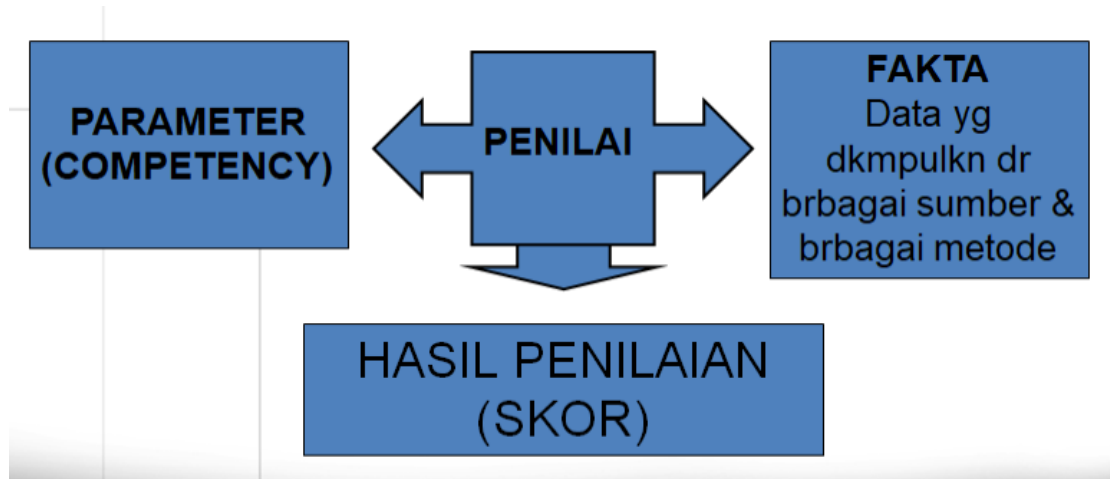 PARAMETER
(COMPETENCY)
PENILAI
FAKTA
Data yg
dkmpulkn dr
brbagai sumber &
brbagai metode
HASIL PENILAIAN
(SKOR)